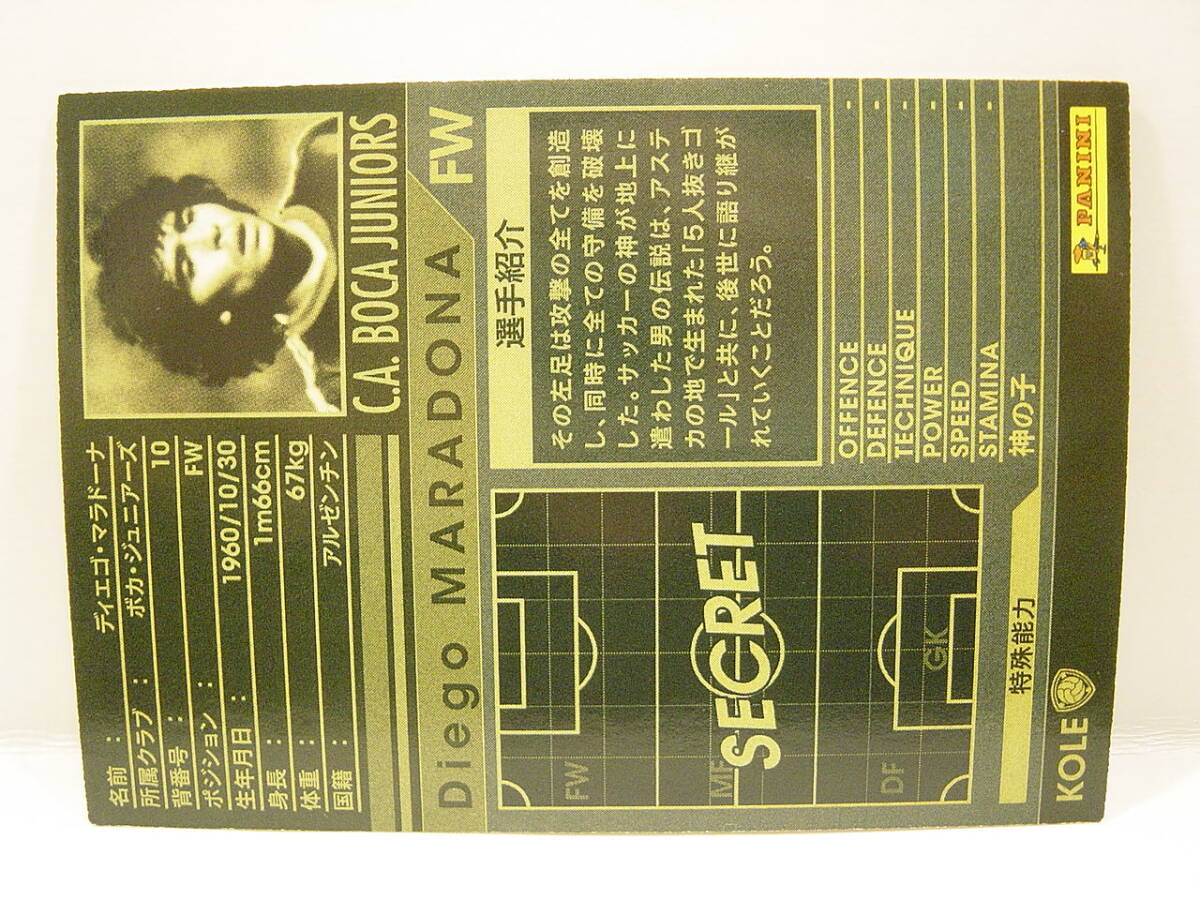 名前 : ディエゴ・マラドーナ
所属クラブ : ボカ・ジュニアーズ
背番号 : 10
ポジション : FW
生年月日 : 1960/10/30
身長 : 1m66cm
体重 : 67kg
国籍 : アルゼンチン
C.A. BOCA JUNIORS
Diego MARADONA FW
FW
MF
DF
GK
SECRET
選手紹介
その左足は攻撃の全てを創造
し、同時に全ての守備を破壊
した。サッカーの神が地上に
遣わした男の伝説は、アステ
カの地で生まれた「5人抜きゴ
ール」と共に、後世に語り継が
れていくことだろう。
OFFENCE -
DEFENCE -
TECHNIQUE -
POWER -
SPEED -
STAMINA -
特殊能力 神の子
KOLE
PANINI